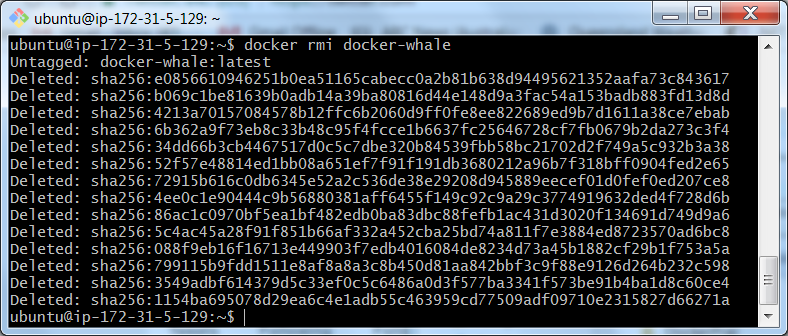 ubuntu@ip-172-31-5-129: ~
ubuntu@ip-172-31-5-129:~$ docker rmi docker-whale
Untagged: docker-whale:latest
Deleted: sha256:e0856610946251b0ea51165cabecc0a2b81b638d94495621352aafa73c843617
Deleted: sha256:b069c1be81639b0adb14a39ba80816d44e148d9a3fac54a153badb883fd13d8d
Deleted: sha256:4213a70157084578b12ffc6b2060d9ff0fe8ee822689ed9b7d1611a38ce7ebab
Deleted: sha256:6b362a9f73eb8c33b48c95f4fcce1b6637fc25646728cf7fb0679b2da273c3f4
Deleted: sha256:34dd66b3cb4467517d0c5c7dbe320b84539fbb58bc21702d2f749a5c932b3a38
Deleted: sha256:52f57e48814ed1bb08a651ef7f91f191db3680212a96b7f318bff0904fed2e65
Deleted: sha256:72915b616c0db6345e52a2c536de38e29208d945889eecef01d0fef0ed207ce8
Deleted: sha256:4ee0c1e90444c9b56880381aff6455f149c92c9a29c3774919632ded4f728d6b
Deleted: sha256:86ac1c0970bf5ea1bf482edb0ba83dbc88fefb1ac431d3020f134691d749d9a6
Deleted: sha256:5c4ac45a28f91f851b66af332a452cba25bd74a811f7e3884ed8723570ad6bc8
Deleted: sha256:088f9eb16f16713e449903f7edb4016084de8234d73a45b1882cf29b1f753a5a
Deleted: sha256:799115b9fdd1511e8af8a8a3c8b450d81aa842bbf3c9f88e9126d264b232c598
Deleted: sha256:3549adbf614379d5c33ef0c5c6486a0d3f577ba3341f573be91b4ba1d8c60ce4
Deleted: sha256:1154ba695078d29ea6c4e1adb55c463959cd77509adf09710e2315827d66271a
ubuntu@ip-172-31-5-129:~$